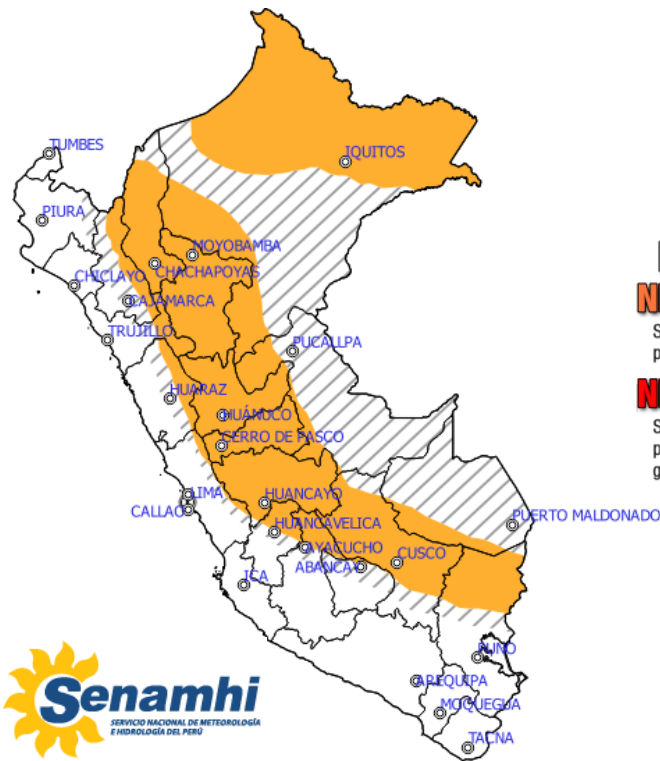 TUMBES
IQUITOS
PIURA
MOYOBAMBA
CHACHAPOYAS
CHICLAYO
CAJAMARCA
TRUJILLO
PUCALLPA
HUARAZ
HUÁNUCO
CERRO DE PASCO
LIMA
HUANCAYO
CALLAO
PUERTO MALDONADO
HUANCAVELICA
AYACUCHO
CUSCO
ABANCAY
ICA
PUNO
AREQUIPA
MOQUEGUA
TACNA
Senamhi
SERVICIO NACIONAL DE METEOROLOGÍA
E HIDROLOGÍA DEL PERÚ
N
S
p
N
S
p
g